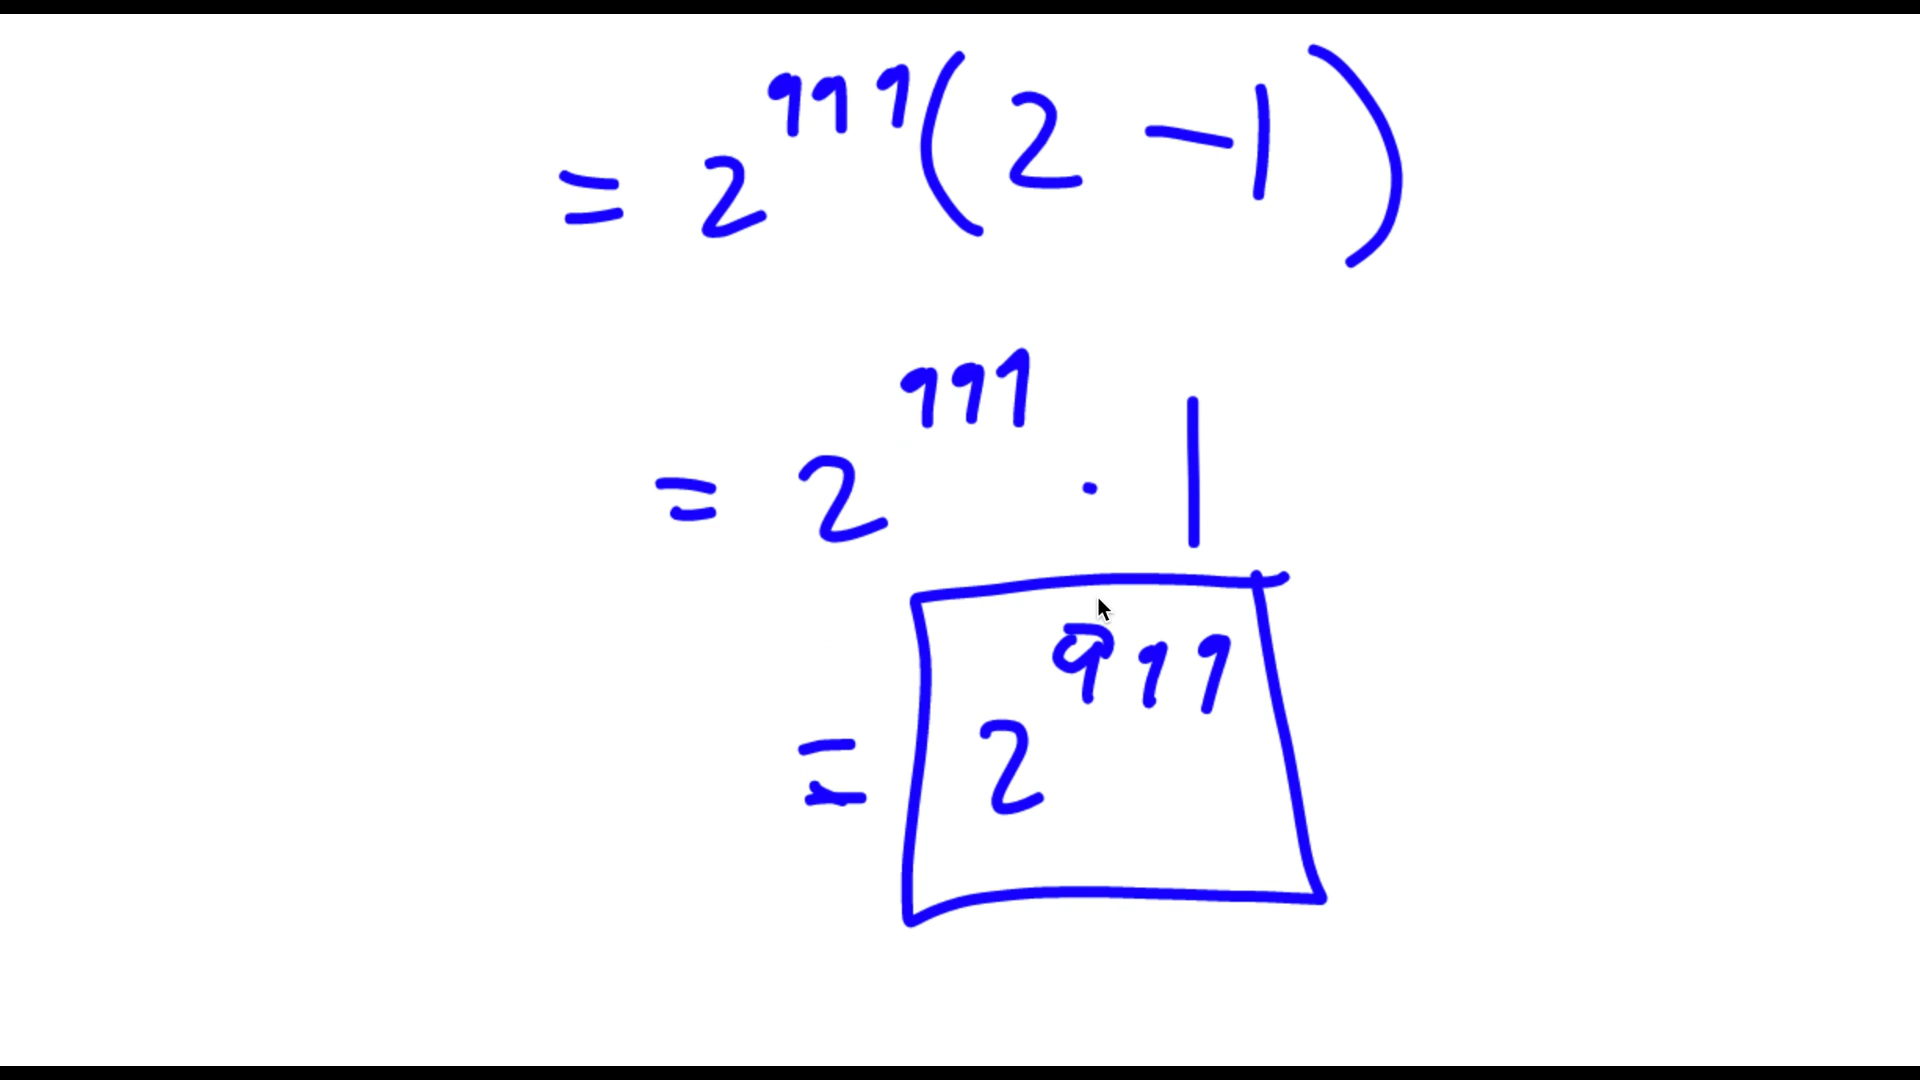 = 2^999 (2 - 1)
= 2^999 · 1
= 2^999